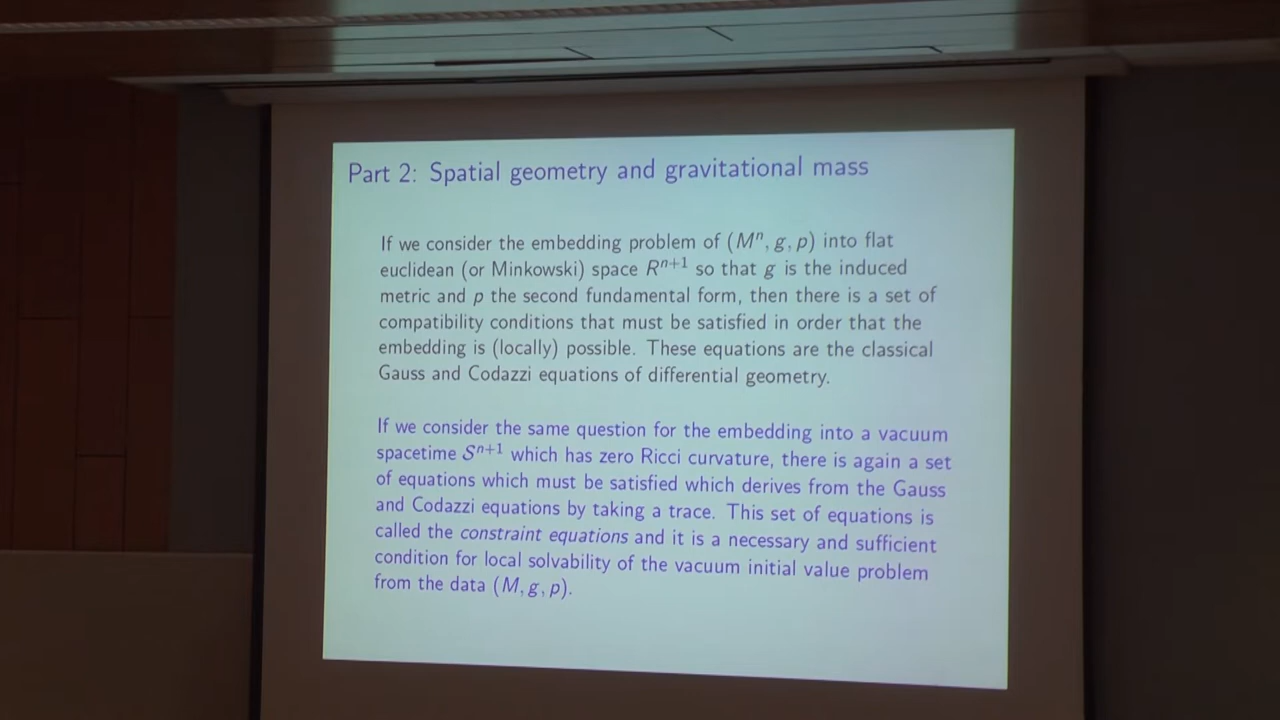 Part 2: Spatial geometry and gravitational mass
If we consider the embedding problem of (Mⁿ, g, p) into flat
euclidean (or Minkowski) space Rⁿ⁺¹ so that g is the induced
metric and p the second fundamental form, then there is a set of
compatibility conditions that must be satisfied in order that the
embedding is (locally) possible. These equations are the classical
Gauss and Codazzi equations of differential geometry.
If we consider the same question for the embedding into a vacuum
spacetime Sⁿ⁺¹ which has zero Ricci curvature, there is again a set
of equations which must be satisfied which derives from the Gauss
and Codazzi equations by taking a trace. This set of equations is
called the constraint equations and it is a necessary and sufficient
condition for local solvability of the vacuum initial value problem
from the data (M, g, p).